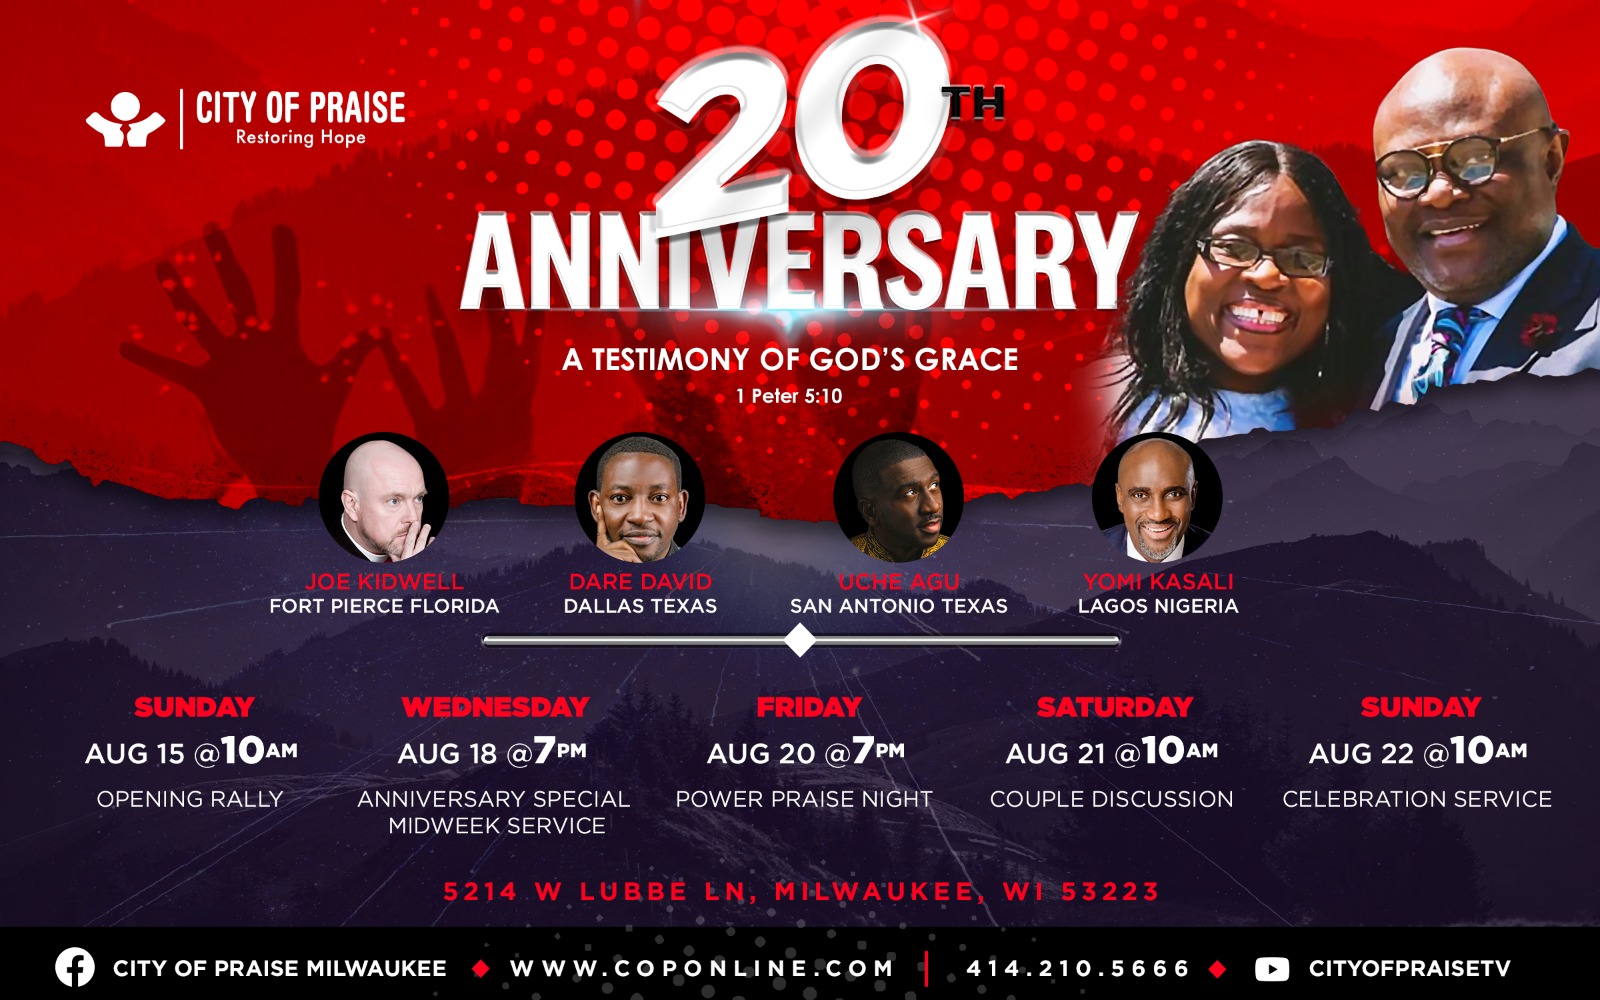 CITY OF PRAISE
Restoring Hope
20TH
ANNIVERSARY
A TESTIMONY OF GOD'S GRACE
1 Peter 5:10
JOE KIDWELL
FORT PIERCE FLORIDA
DARE DAVID
DALLAS TEXAS
UCHE AGU
SAN ANTONIO TEXAS
YOMI KASALI
LAGOS NIGERIA
SUNDAY
AUG 15 @10AM
OPENING RALLY
WEDNESDAY
AUG 18 @7PM
ANNIVERSARY SPECIAL
MIDWEEK SERVICE
FRIDAY
AUG 20 @7PM
POWER PRAISE NIGHT
SATURDAY
AUG 21 @10AM
COUPLE DISCUSSION
SUNDAY
AUG 22 @10AM
CELEBRATION SERVICE
5214 W LUBBE LN, MILWAUKEE, WI 53223
CITY OF PRAISE MILWAUKEE ◆ WWW.COPONLINE.COM | 414.210.5666 ◆ CITYOFPRAISETV